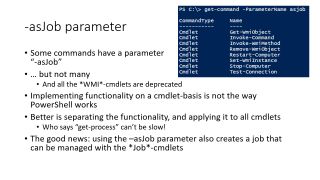 -asJob parameter
PS C:\> get-command -ParameterName asjob
CommandType Name
----------- ----
Cmdlet Get-WmiObject
Cmdlet Invoke-Command
Cmdlet Invoke-WmiMethod
Cmdlet Remove-WmiObject
Cmdlet Restart-Computer
Cmdlet Set-WmiInstance
Cmdlet Stop-Computer
Cmdlet Test-Connection
• Some commands have a parameter
“-asJob”
• … but not many
• And all the *WMI*-cmdlets are deprecated
• Implementing functionality on a cmdlet-basis is not the way
PowerShell works
• Better is separating the functionality, and applying it to all cmdlets
• Who says “get-process” can’t be slow!
• The good news: using the –asJob parameter also creates a job that
can be managed with the *Job*-cmdlets